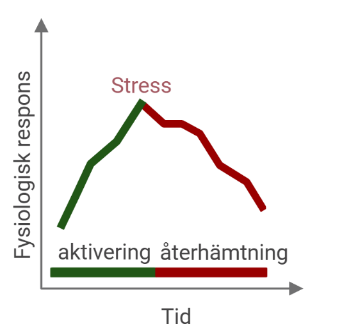 Stress
Fysiologisk respons
aktivering återhämtning
Tid